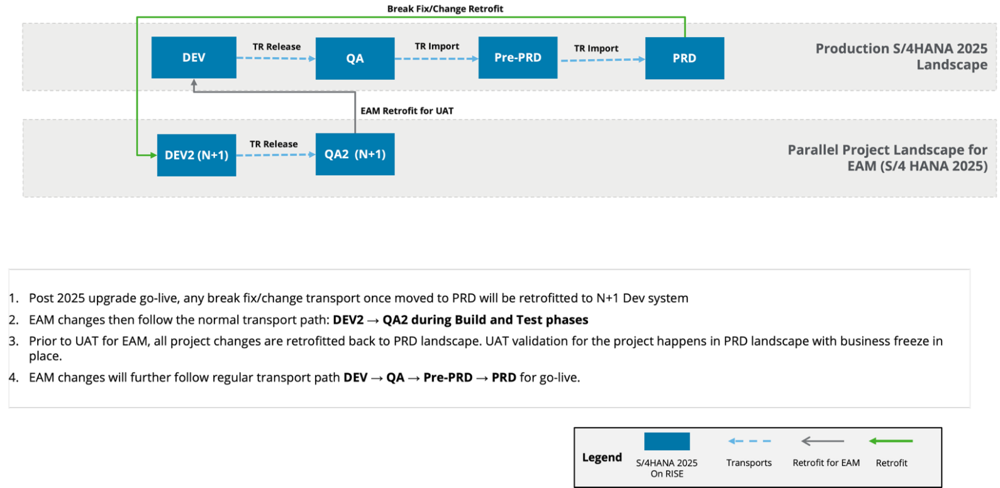 Break Fix/Change Retrofit
DEV
TR Release
QA
TR Import
Pre-PRD
TR Import
PRD
Production S/4HANA 2025
Landscape
EAM Retrofit for UAT
DEV2 (N+1)
TR Release
QA2 (N+1)
Parallel Project Landscape for
EAM (S/4 HANA 2025)
1. Post 2025 upgrade go-live, any break fix/change transport once moved to PRD will be retrofitted to N+1 Dev system
2. EAM changes then follow the normal transport path: DEV2 → QA2 during Build and Test phases
3. Prior to UAT for EAM, all project changes are retrofitted back to PRD landscape. UAT validation for the project happens in PRD landscape with business freeze in
place.
4. EAM changes will further follow regular transport path DEV → QA → Pre-PRD → PRD for go-live.
Legend
S/4HANA 2025
On RISE
Transports
Retrofit for EAM
Retrofit